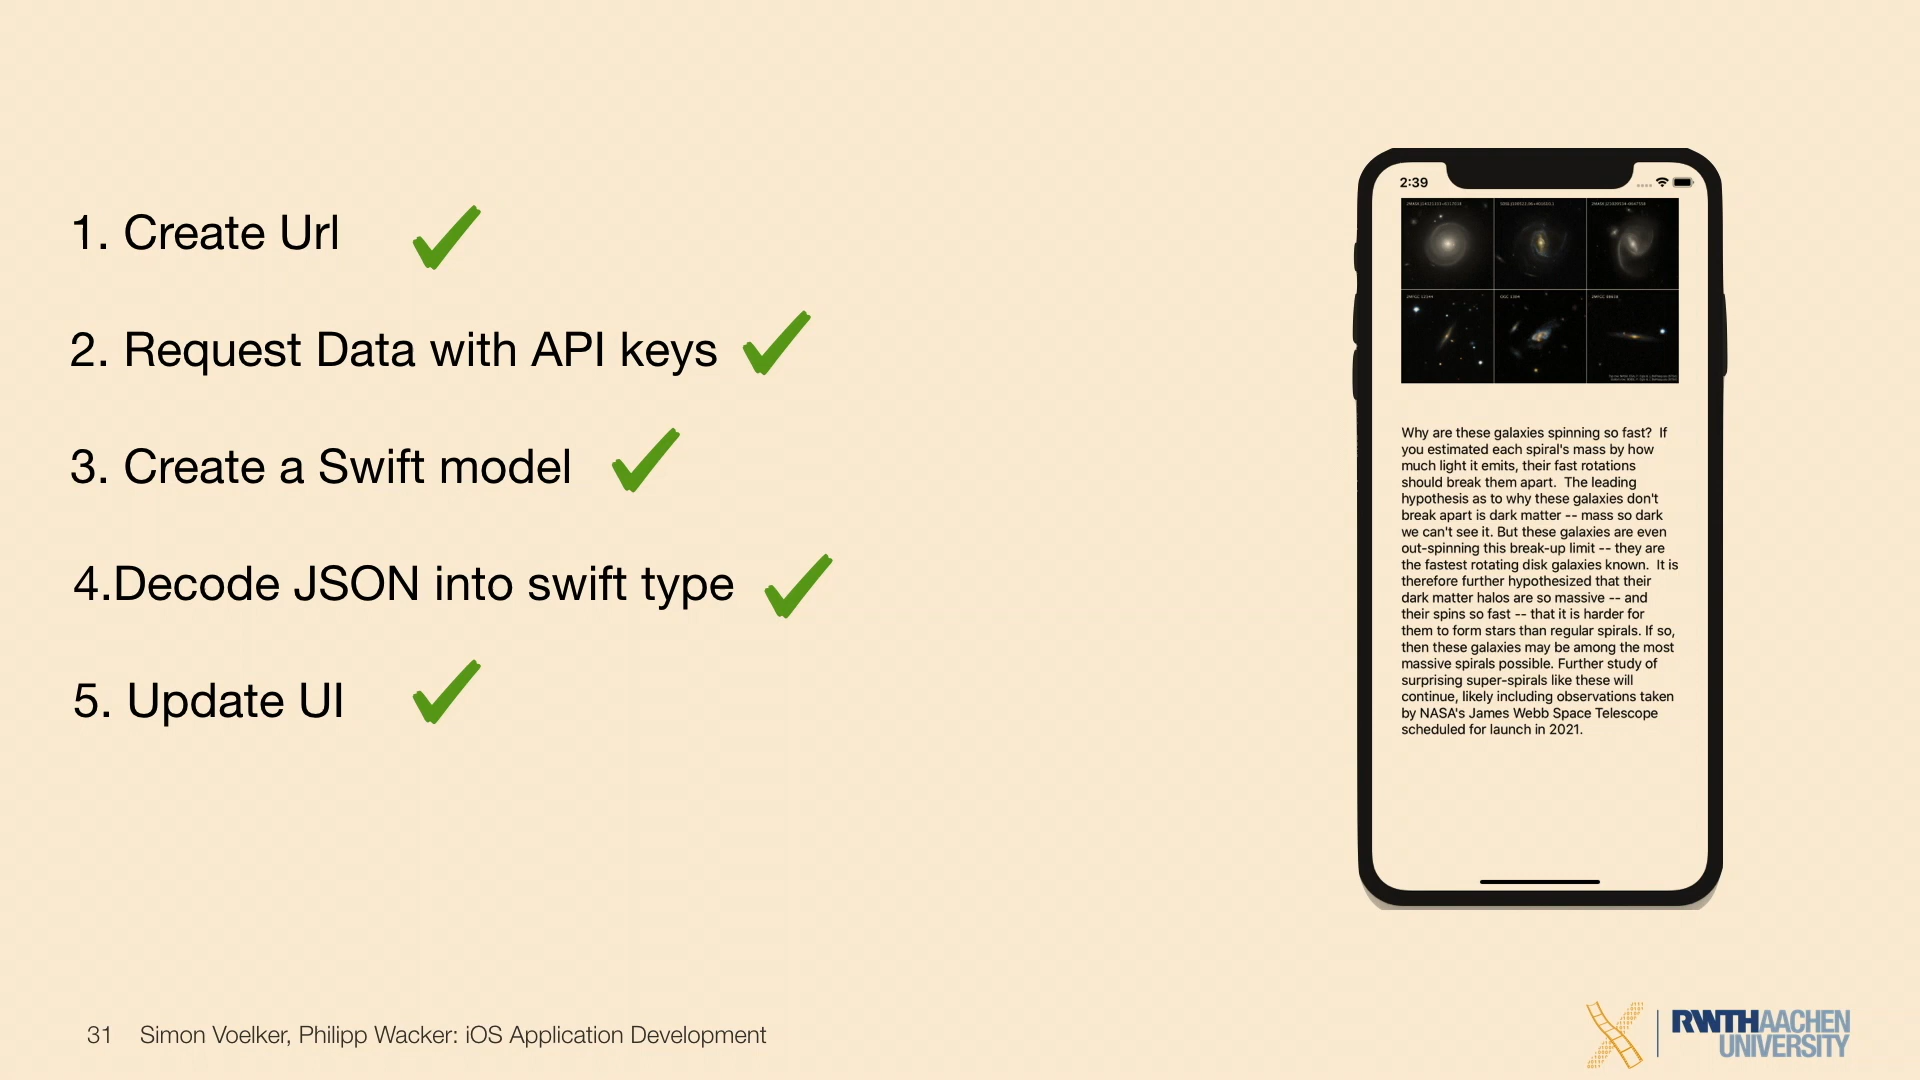 1. Create Url
2. Request Data with API keys
3. Create a Swift model
4.Decode JSON into swift type
5. Update UI
2:39
Why are these galaxies spinning so fast?  If
you estimated each spiral's mass by how
much light it emits, their fast rotations
should break them apart.  The leading
hypothesis as to why these galaxies don't
break apart is dark matter -- mass so dark
we can't see it. But these galaxies are even
out-spinning this break-up limit -- they are
the fastest rotating disk galaxies known.  It is
therefore further hypothesized that their
dark matter halos are so massive -- and
their spins so fast -- that it is harder for
them to form stars than regular spirals. If so,
then these galaxies may be among the most
massive spirals possible. Further study of
surprising super-spirals like these will
continue, likely including observations taken
by NASA's James Webb Space Telescope
scheduled for launch in 2021.
31 Simon Voelker, Philipp Wacker: iOS Application Development
RWTHAACHEN
UNIVERSITY